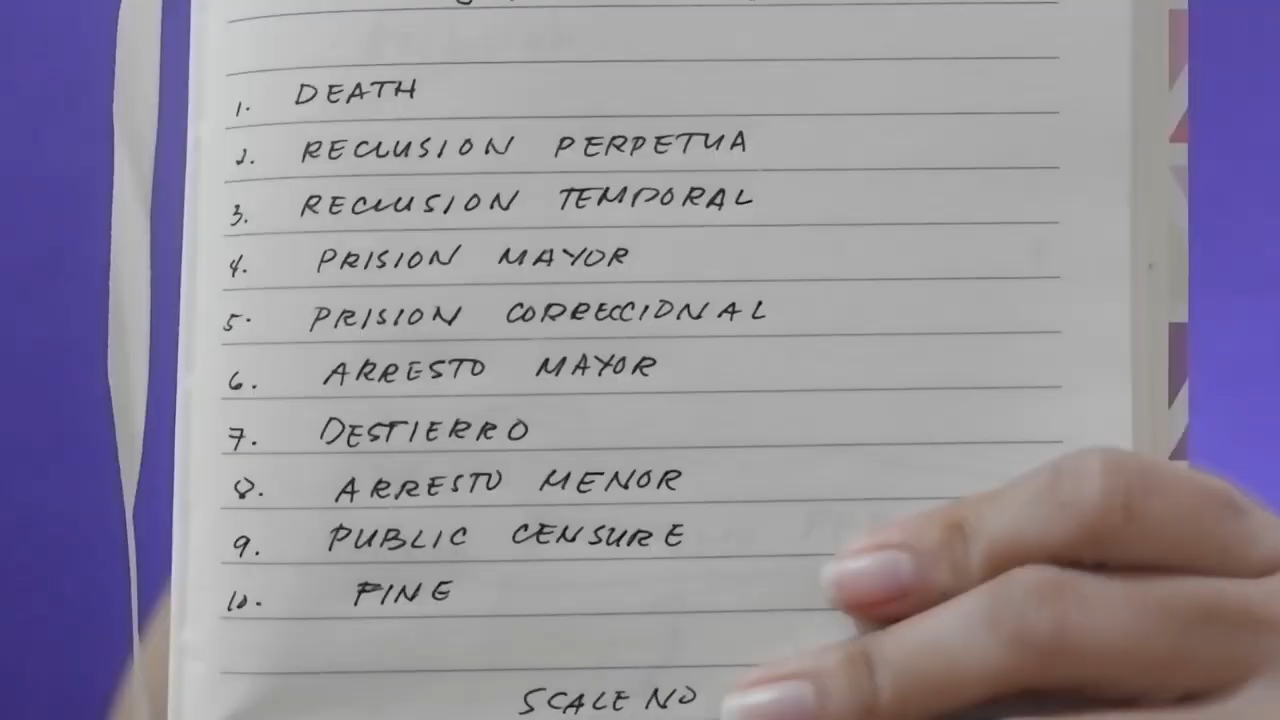 1. DEATH
2. RECLUSION PERPETUA
3. RECLUSION TEMPORAL
4. PRISION MAYOR
5. PRISION CORRECCIONAL
6. ARRESTO MAYOR
7. DESTIERRO
8. ARRESTO MENOR
9. PUBLIC CENSURE
10. FINE
SCALE NO